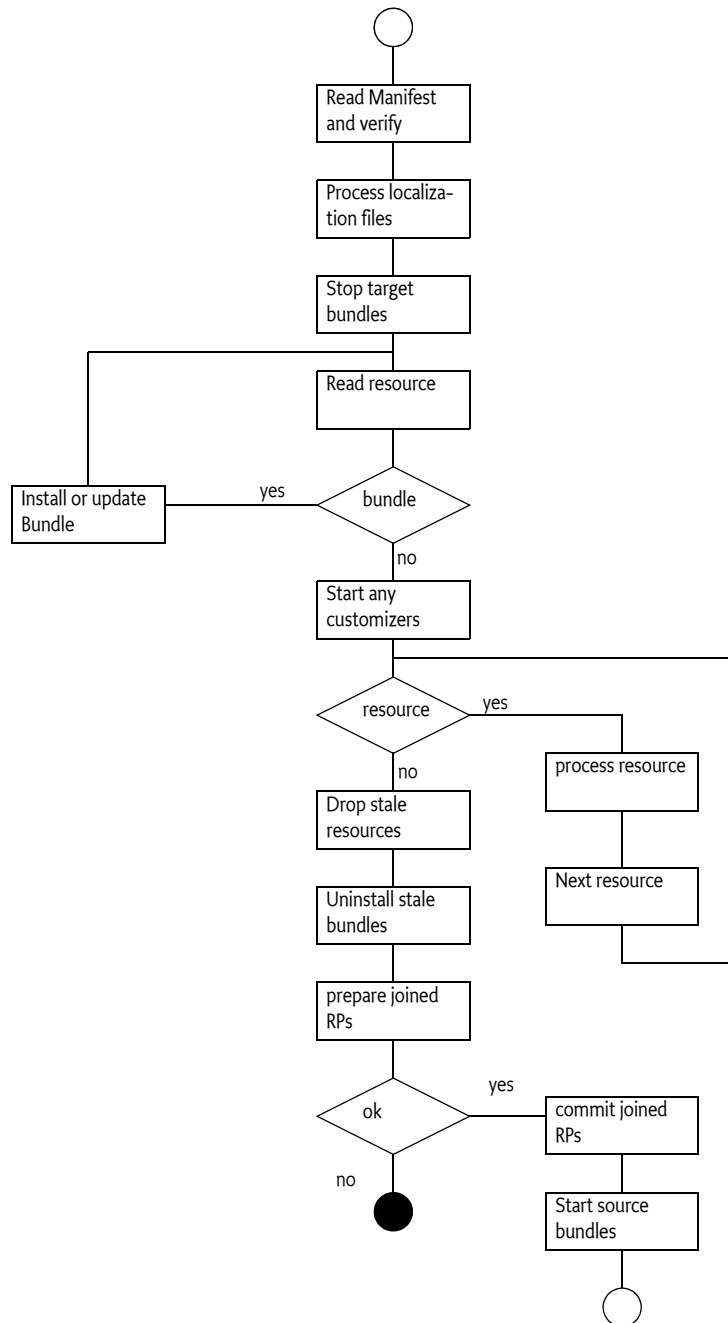 Read Manifest
and verify
Process localiza-
tion files
Stop target
bundles
Read resource
Install or update
Bundle
yes
bundle
no
Start any
customizers
resource
yes
process resource
no
Drop stale
resources
Next resource
Uninstall stale
bundles
prepare joined
RPs
ok
yes
commit joined
RPs
no
Start source
bundles